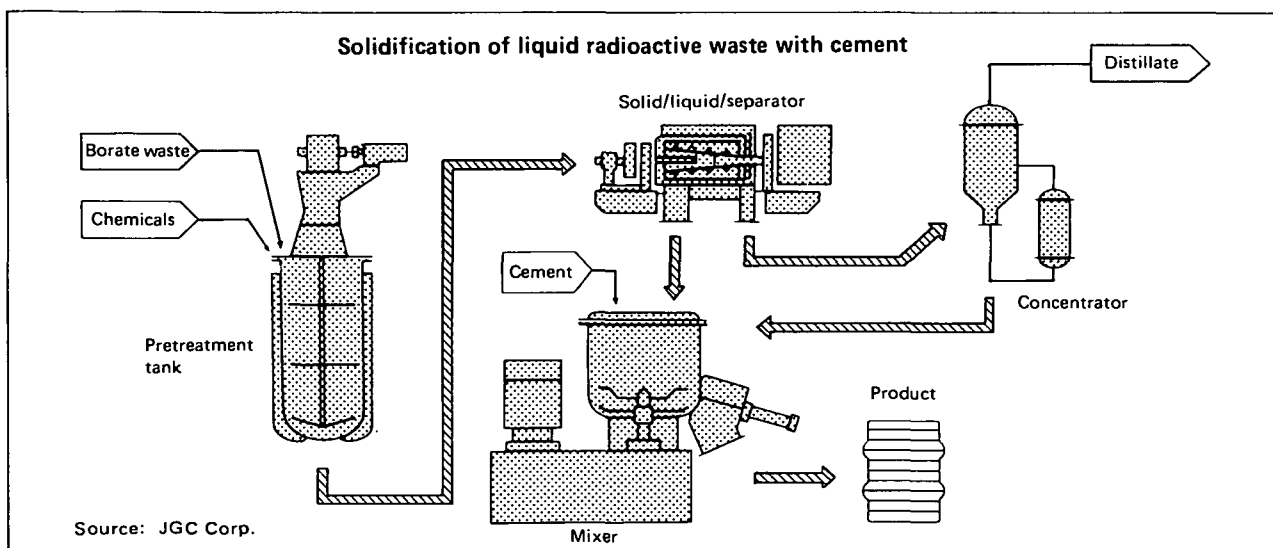 Solidification of liquid radioactive waste with cement
Distillate
Solid/liquid/separator
Borate waste
Chemicals
Cement
Concentrator
Pretreatment
tank
Product
Source: JGC Corp.
Mixer